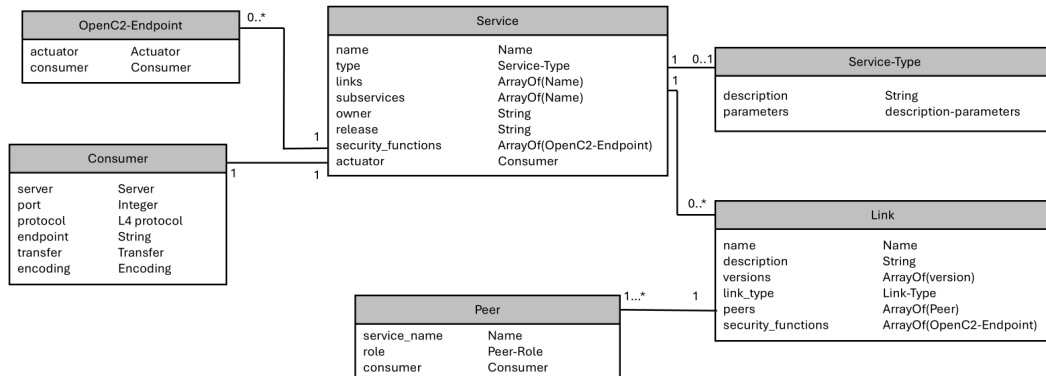 OpenC2-Endpoint
actuator Actuator
consumer Consumer
0..*
Service
name Name
type Service-Type
links ArrayOf(Name)
subservices ArrayOf(Name)
owner String
release String
security_functions ArrayOf(OpenC2-Endpoint)
actuator Consumer
1
1
1 0..1
1
Service-Type
description String
parameters description-parameters
Consumer
server Server
port Integer
protocol L4 protocol
endpoint String
transfer Transfer
encoding Encoding
1
0..*
Link
name Name
description String
versions ArrayOf(version)
link_type Link-Type
peers ArrayOf(Peer)
security_functions ArrayOf(OpenC2-Endpoint)
1...* 1
Peer
service_name Name
role Peer-Role
consumer Consumer